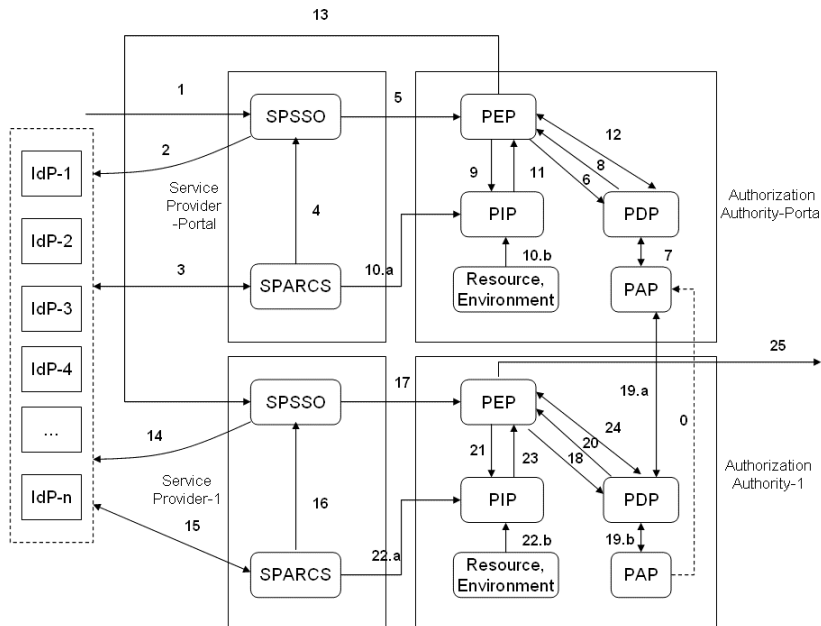 13
1
SPSSO
5
PEP
12
2
8
6
IdP-1
Service
Provider
-Portal
9
11
Authorization
Authority-Porta
4
PIP
PDP
IdP-2
3
10.a
10.b
7
SPARCS
Resource,
Environment
PAP
IdP-3
IdP-4
25
17
19.a
0
SPSSO
PEP
24
...
14
20
21
23
18
Service
Provider-1
Authorization
Authority-1
IdP-n
16
PIP
PDP
15
22.a
22.b
19.b
SPARCS
Resource,
Environment
PAP